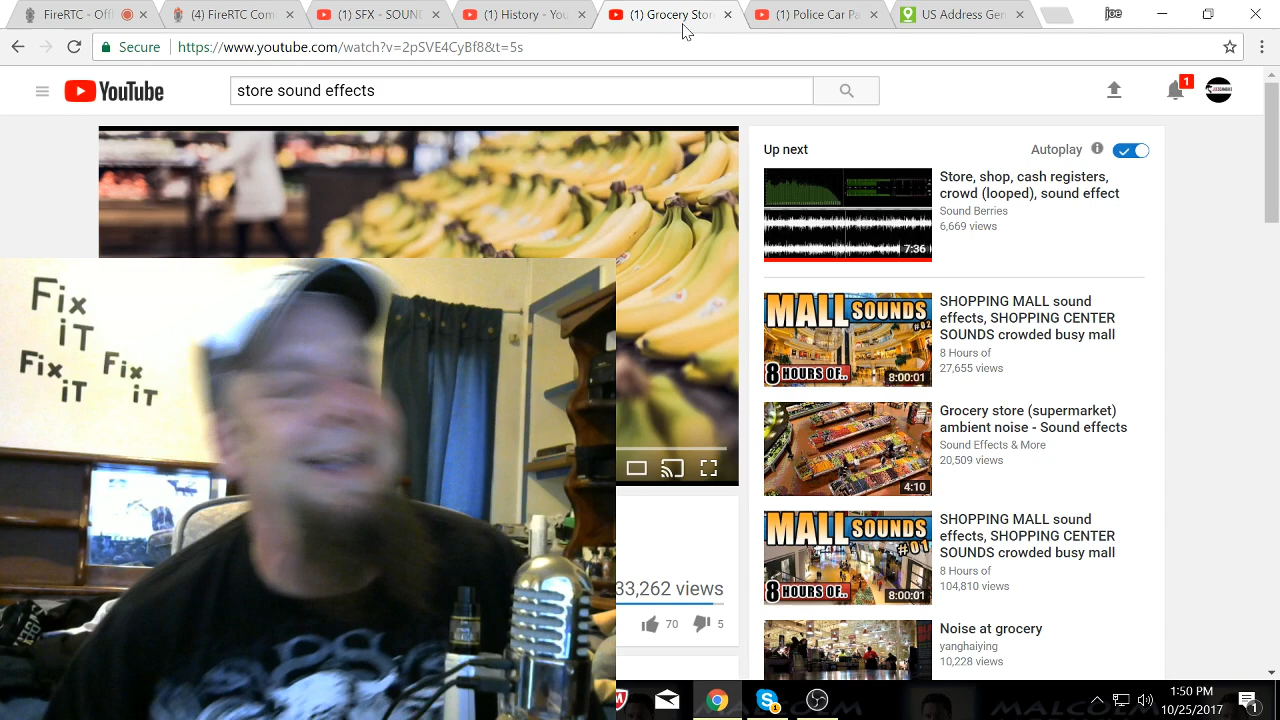 FireRTC - Off
(4) FireRTC Com
5 - SFX - SOUND
(1) History - You
(1) Grocery Stor
(1) Police Car Pa
US Address Gen
joe
Secure
https://www.youtube.com/watch?v=2pSVE4CyBf8&t=5s
YouTube
store sound effects
1
Up next
Autoplay
Store, shop, cash registers,
crowd (looped), sound effect
Sound Berries
6,669 views
7:36
MALL SOUNDS
#02
8 HOURS OF..
8:00:01
SHOPPING MALL sound
effects, SHOPPING CENTER
SOUNDS crowded busy mall
8 Hours of
27,655 views
Grocery store (supermarket)
ambient noise - Sound effects
Sound Effects & More
20,509 views
4:10
MALL SOUNDS
#01
8 HOURS OF..
8:00:01
SHOPPING MALL sound
effects, SHOPPING CENTER
SOUNDS crowded busy mall
8 Hours of
104,810 views
Noise at grocery
yanghaiying
10,228 views
Fix
iT
Fix
iT
Fix
iT
33,262 views
70
5
1:50 PM
10/25/2017
1